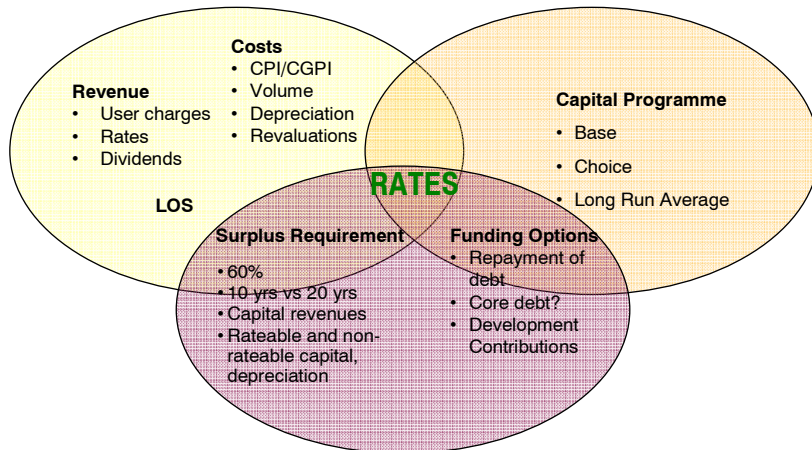 Costs
• CPI/CGPI
• Volume
• Depreciation
• Revaluations
Revenue
• User charges
• Rates
• Dividends
LOS
Capital Programme
• Base
• Choice
• Long Run Average
RATES
Surplus Requirement
• 60%
• 10 yrs vs 20 yrs
• Capital revenues
• Rateable and non-
rateable capital,
depreciation
Funding Options
• Repayment of
debt
• Core debt?
• Development
Contributions